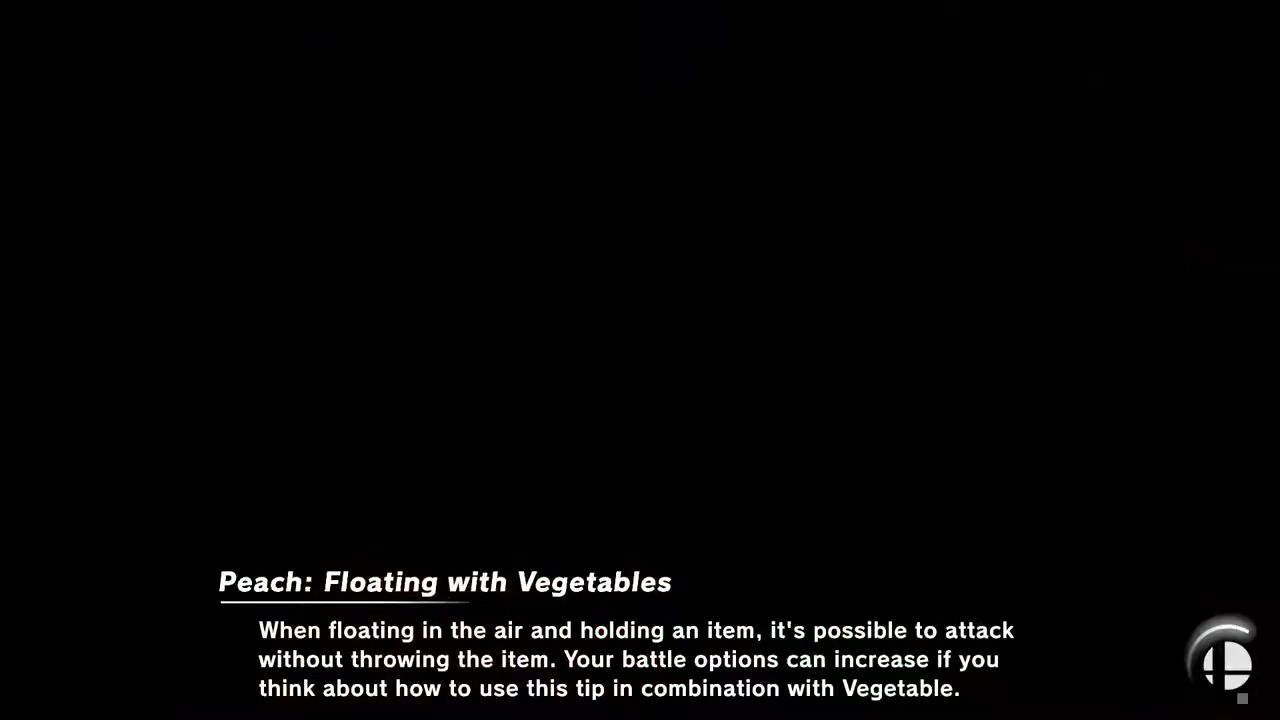 Peach: Floating with Vegetables
When floating in the air and holding an item, it's possible to attack
without throwing the item. Your battle options can increase if you
think about how to use this tip in combination with Vegetable.